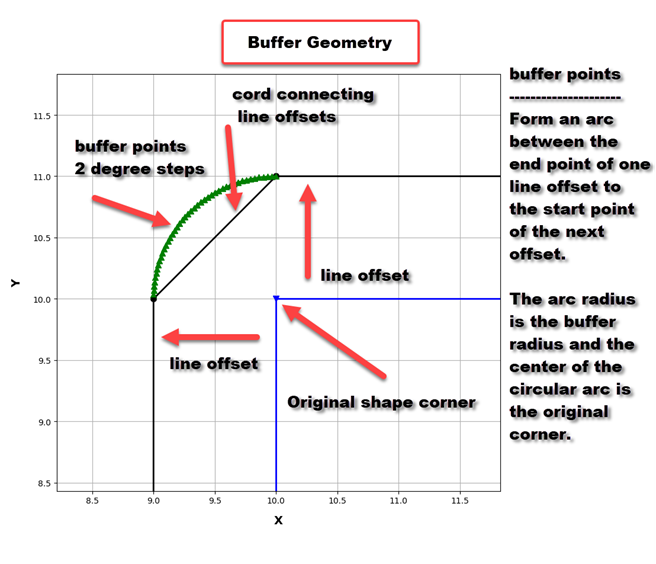 Buffer Geometry
cord connecting
line offsets
buffer points
2 degree steps
line offset
line offset
Original shape corner
11.5
11.0
10.5
10.0
9.5
9.0
8.5
Y
8.5 9.0 9.5 10.0 10.5 11.0 11.5
X
buffer points
---------------------
Form an arc
between the
end point of one
line offset to
the start point
of the next
offset.
The arc radius
is the buffer
radius and the
center of the
circular arc is
the original
corner.